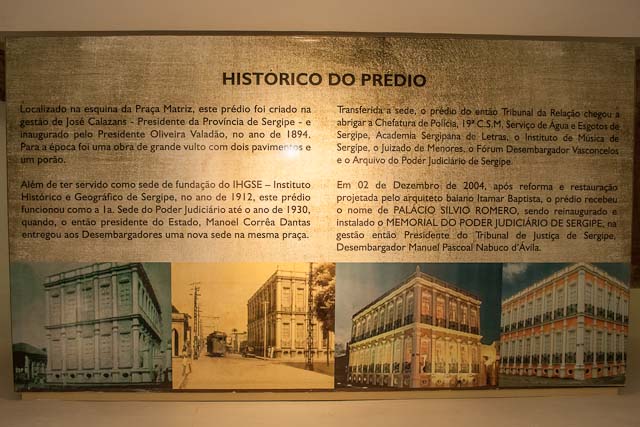 HISTÓRICO DO PRÉDIO
Localizado na esquina da Praça Matriz, este prédio foi criado na
gestão de José Calazans - Presidente da Província de Sergipe - e
inaugurado pelo Presidente Oliveira Valadão, no ano de 1894.
Para a época foi uma obra de grande vulto com dois pavimentos e
um porão.
Além de ter servido como sede de fundação do IHGSE – Instituto
Histórico e Geográfico de Sergipe, no ano de 1912, este prédio
funcionou como a 1a. Sede do Poder Judiciário até o ano de 1930,
quando, o então presidente do Estado, Manoel Corrêa Dantas
entregou aos Desembargadores uma nova sede na mesma praça.
Transferida a sede, o prédio do então Tribunal da Relação chegou a
abrigar a Chefatura de Polícia, 19ª C.S.M, Serviço de Água e Esgotos de
Sergipe, Academia Sergipana de Letras, o Instituto de Música de
Sergipe, o Juizado de Menores, o Fórum Desembargador Vasconcelos
e o Arquivo do Poder Judiciário de Sergipe.
Em 02 de Dezembro de 2004, após reforma e restauração
projetada pelo arquiteto baiano Itamar Baptista, o prédio recebeu
o nome de PALÁCIO SÍLVIO ROMERO, sendo reinaugurado e
instalado o MEMORIAL DO PODER JUDICIÁRIO DE SERGIPE, na
gestão então Presidente do Tribunal de Justiça de Sergipe,
Desembargador Manuel Pascoal Nabuco d'Ávila.